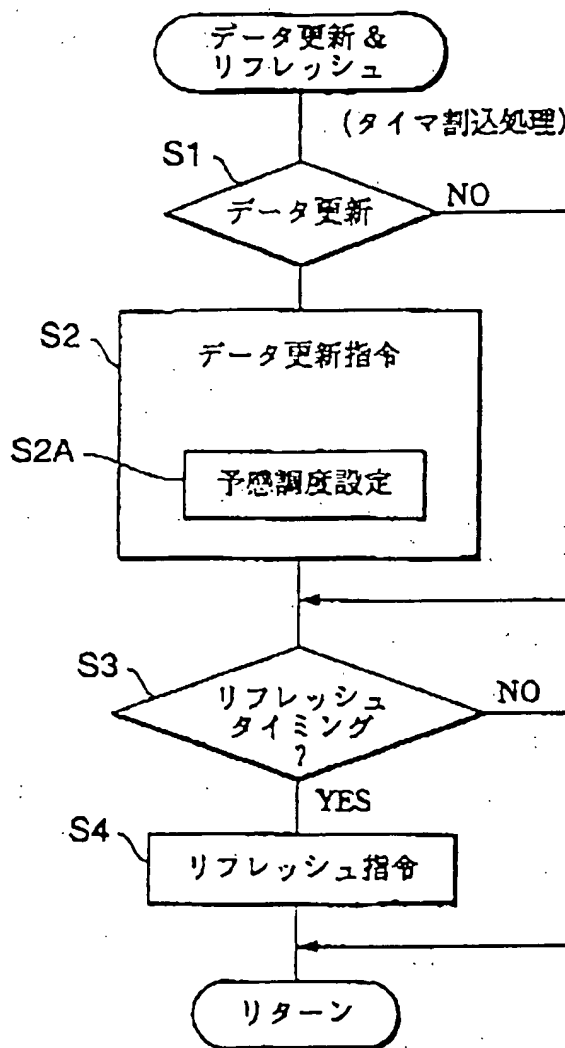 データ更新&
リフレッシュ
(タイマ割込処理)
S1
データ更新
NO
S2
データ更新指令
S2A
予感調度設定
S3
リフレッシュ
タイミング
?
NO
YES
S4
リフレッシュ指令
リターン